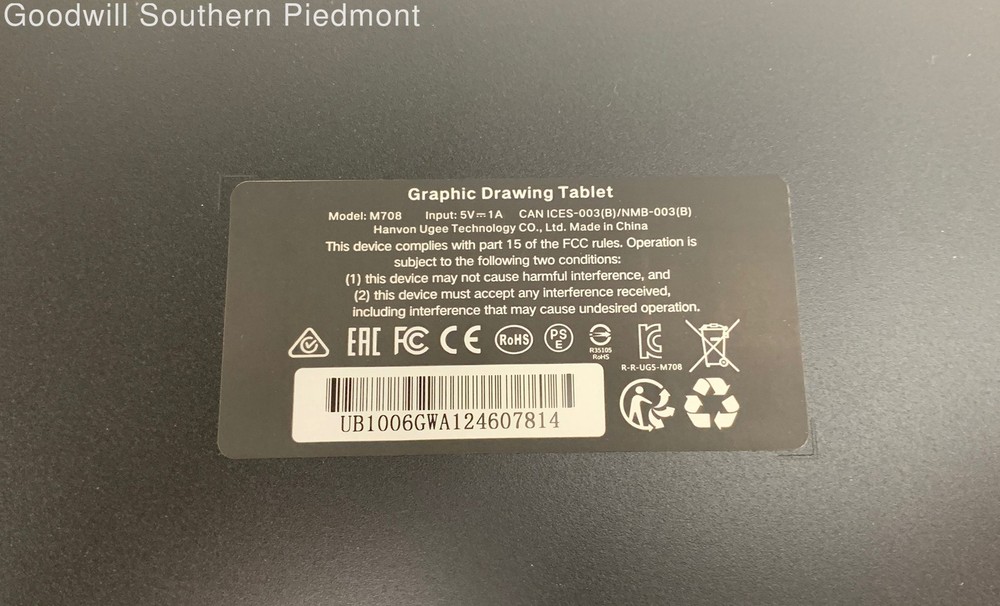 Goodwill Southern Piedmont
Graphic Drawing Tablet
Model: M708 Input: 5V⎓1A CAN ICES-003(B)/NMB-003(B)
Hanvon Ugee Technology CO., Ltd. Made in China
This device complies with part 15 of the FCC rules. Operation is
subject to the following two conditions:
(1) this device may not cause harmful interference, and
(2) this device must accept any interference received,
including interference that may cause undesired operation.
EAC FC CE RoHS PS E
R35105
RoHS
R-R-UG5-M708
UB1006GWA124607814